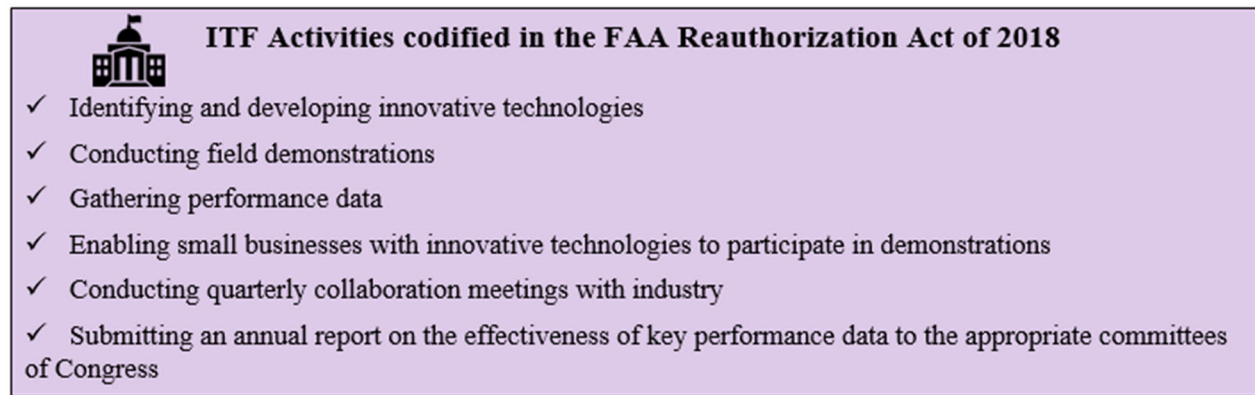 ITF Activities codified in the FAA Reauthorization Act of 2018
✓ Identifying and developing innovative technologies
✓ Conducting field demonstrations
✓ Gathering performance data
✓ Enabling small businesses with innovative technologies to participate in demonstrations
✓ Conducting quarterly collaboration meetings with industry
✓ Submitting an annual report on the effectiveness of key performance data to the appropriate committees
of Congress